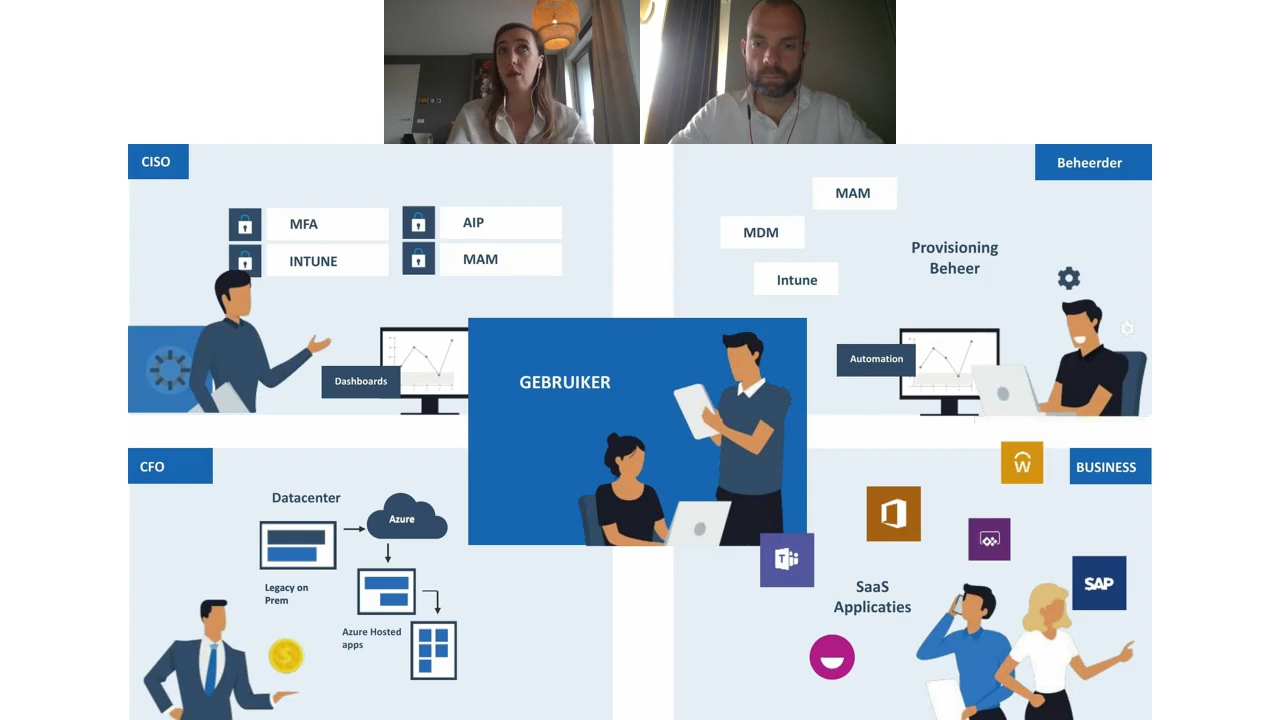 CISO
MFA
AIP
INTUNE
MAM
Dashboards
Beheerder
MAM
MDM
Intune
Provisioning
Beheer
Automation
GEBRUIKER
CFO
Datacenter
Azure
Legacy on
Prem
Azure Hosted
apps
BUSINESS
W
T
SAP
SaaS
Applicaties